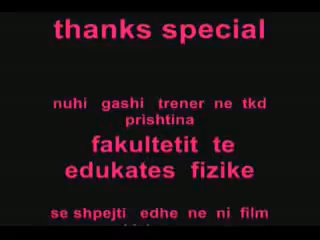 thanks special
nuhi gashi trener ne tkd
prishtina
fakultetit te
edukates fizike
se shpejti edhe ne ni film